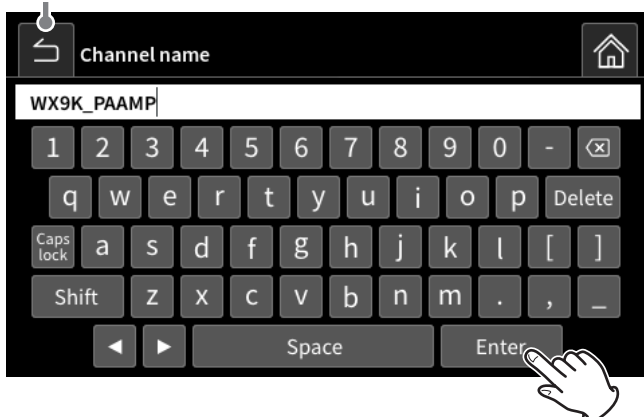 Channel name
WX9K_PAAMP
1 2 3 4 5 6 7 8 9 0 -
q w e r t y u i o p Delete
Caps lock a s d f g h j k l [ ]
Shift z x c v b n m . , _
Space Enter